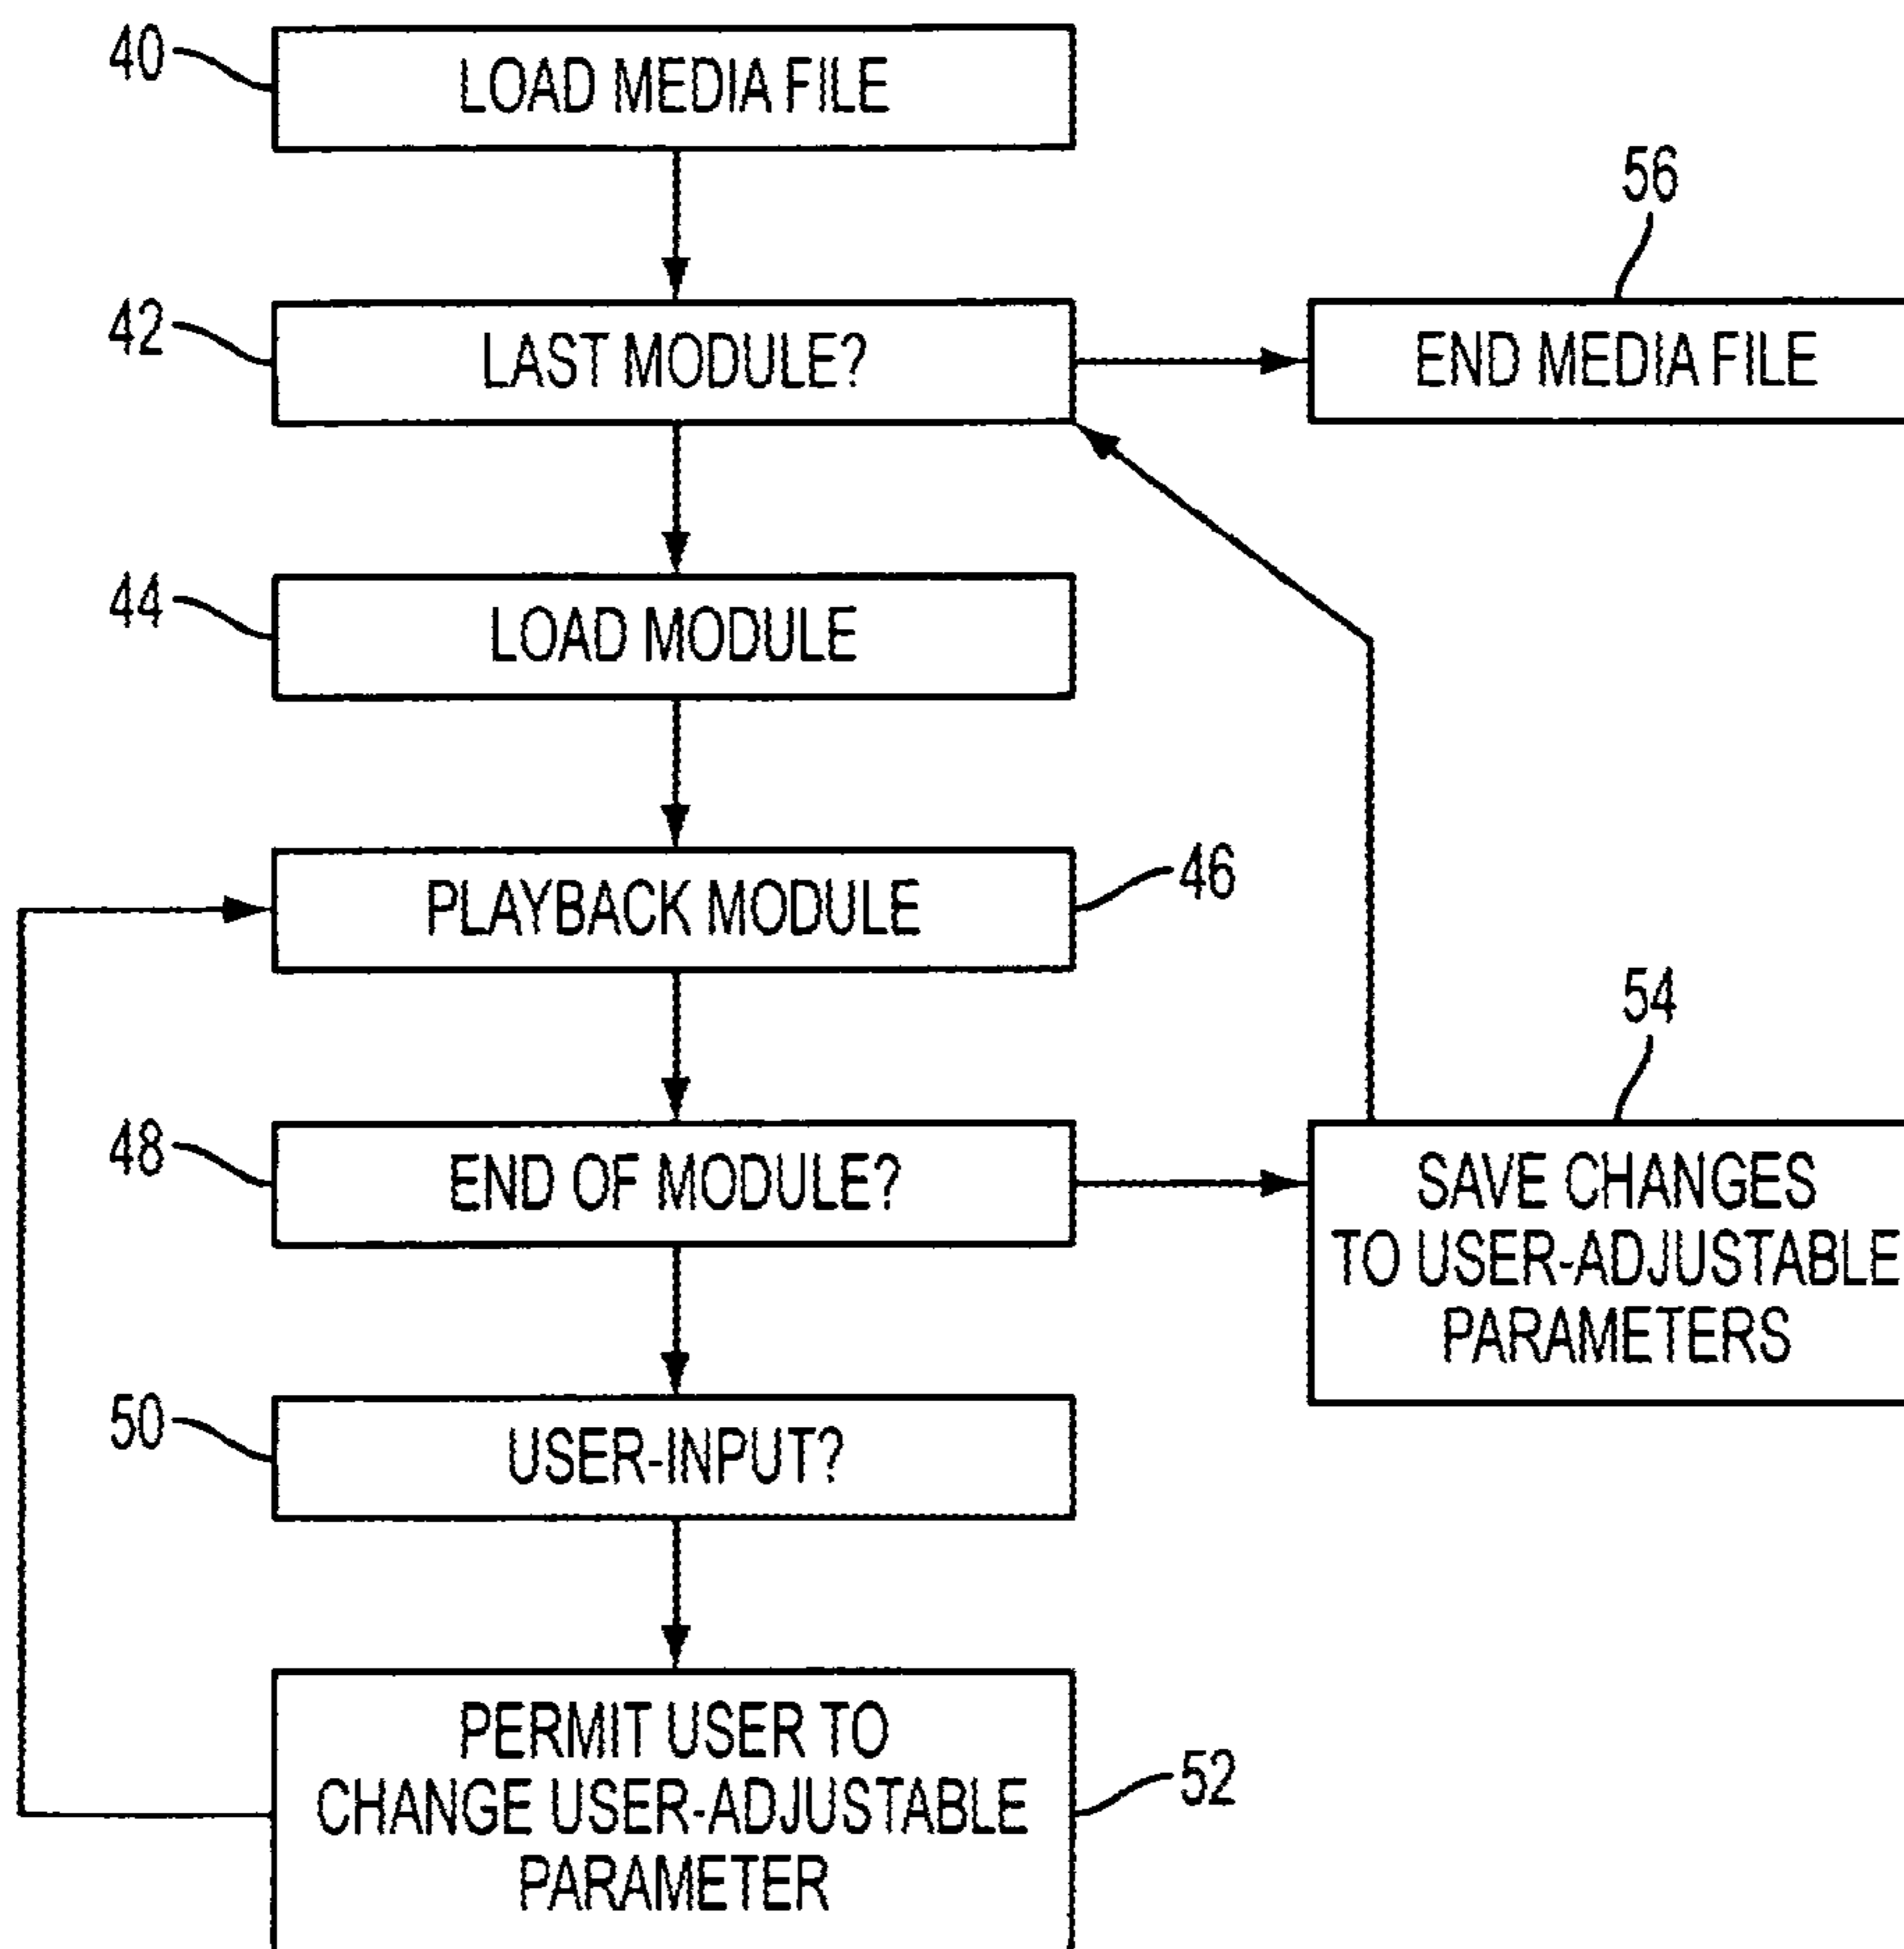 40
LOAD MEDIA FILE
56
42
LAST MODULE?
END MEDIA FILE
44
LOAD MODULE
PLAYBACK MODULE
46
54
48
END OF MODULE?
SAVE CHANGES
TO USER-ADJUSTABLE
PARAMETERS
50
USER-INPUT?
PERMIT USER TO
CHANGE USER-ADJUSTABLE
PARAMETER
52